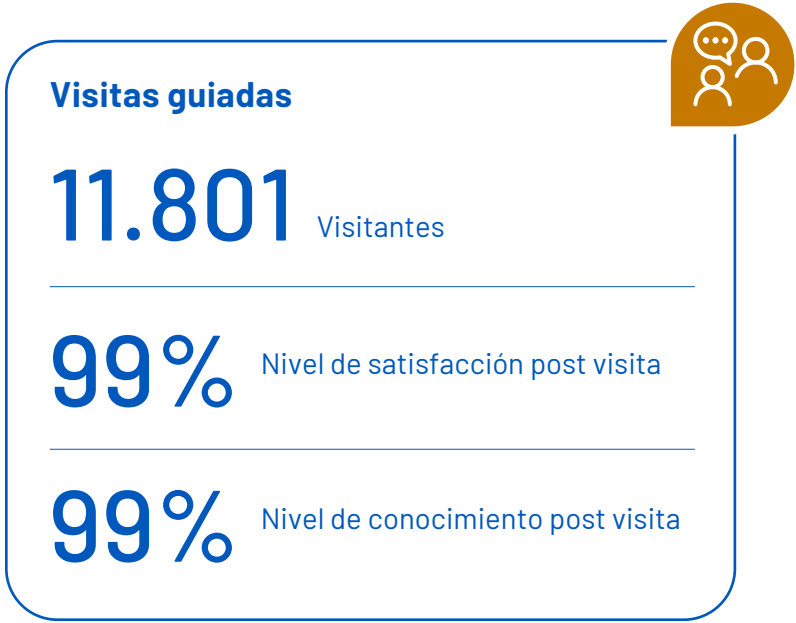 Visitas guiadas
11.801 Visitantes
99% Nivel de satisfacción post visita
99% Nivel de conocimiento post visita